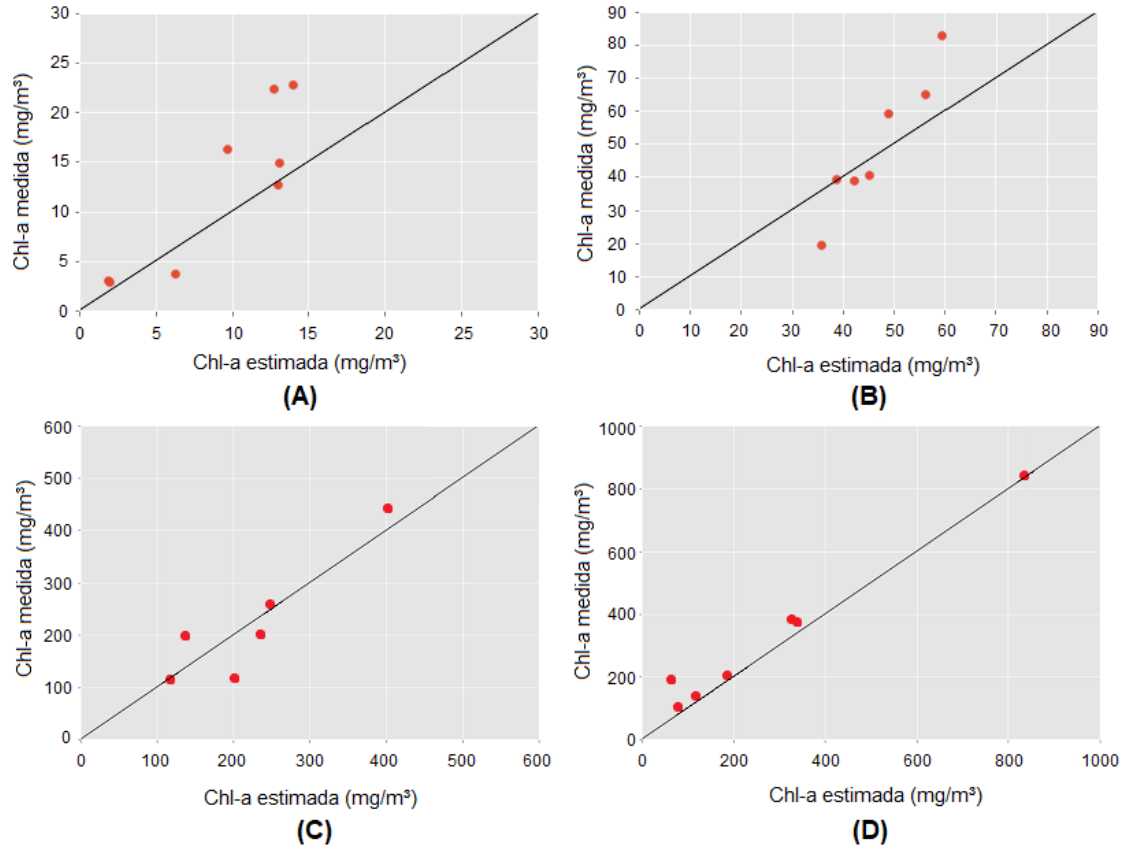 Chl-a medida (mg/m³)
30
25
20
15
10
5
0
0 5 10 15 20 25 30
Chl-a estimada (mg/m³)
(A)
Chl-a medida (mg/m³)
90
80
70
60
50
40
30
20
10
0
0 10 20 30 40 50 60 70 80 90
Chl-a estimada (mg/m³)
(B)
Chl-a medida (mg/m³)
600
500
400
300
200
100
0
0 100 200 300 400 500 600
Chl-a estimada (mg/m³)
(C)
Chl-a medida (mg/m³)
1000
800
600
400
200
0
0 200 400 600 800 1000
Chl-a estimada (mg/m³)
(D)